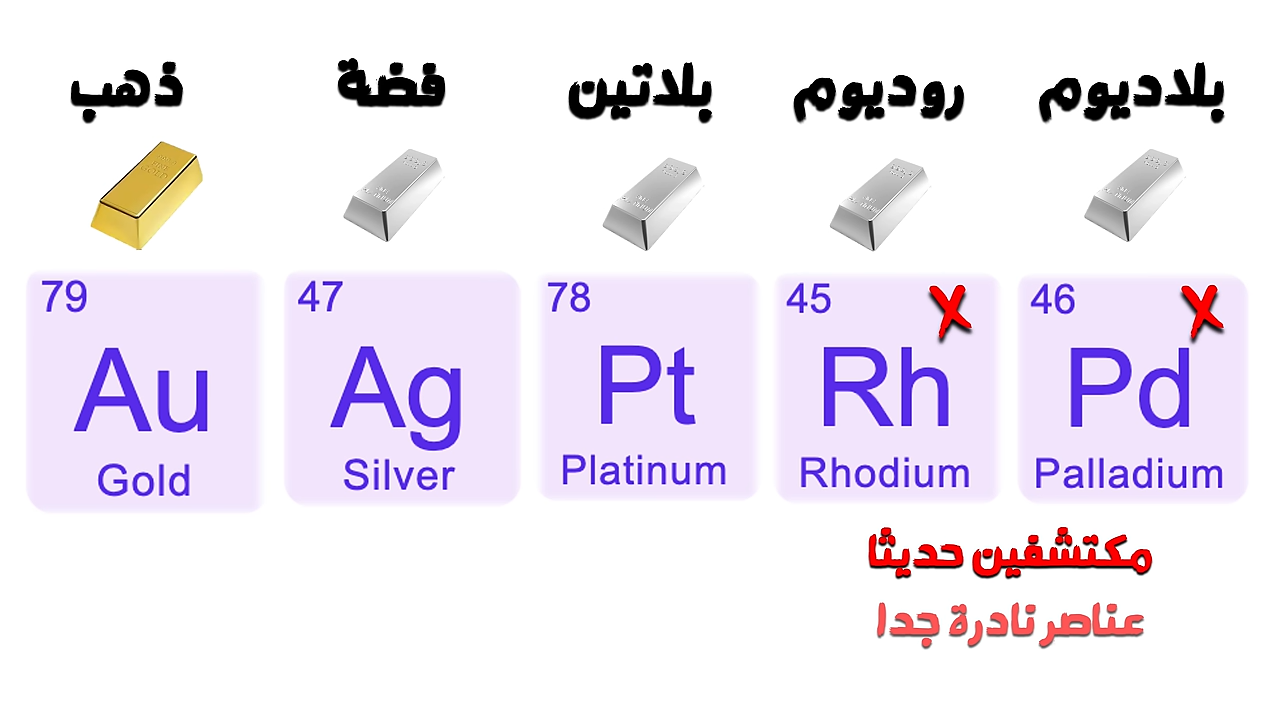 ذهب
فضة
بلاتين
روديوم
بلاديوم
79
Au
Gold
47
Ag
Silver
78
Pt
Platinum
45
X
Rh
Rhodium
46
X
Pd
Palladium
مكتشفين حديثا
عناصر نادرة جدا